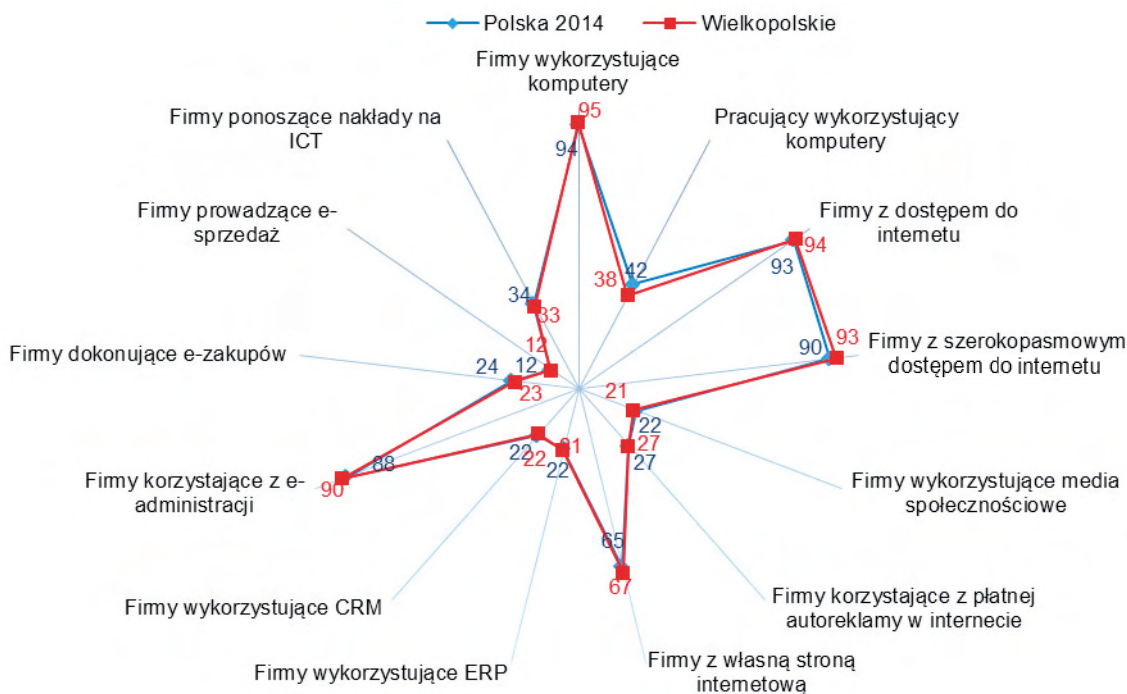 Polska 2014
Wielkopolskie
Firmy wykorzystujące
komputery
95
94
Pracujący wykorzystujący
komputery
42
38
Firmy z dostępem do
internetu
94
93
Firmy z szerokopasmowym
dostępem do internetu
93
90
Firmy wykorzystujące media
społecznościowe
21
22
Firmy korzystające z płatnej
autoreklamy w internecie
27
27
Firmy z własną stroną
internetową
65
67
Firmy wykorzystujące ERP
22
Firmy wykorzystujące CRM
22
22
Firmy korzystające z e-
administracji
88
90
Firmy dokonujące e-zakupów
24
23
Firmy prowadzące e-
sprzedaż
12
12
Firmy ponoszące nakłady na
ICT
34
33